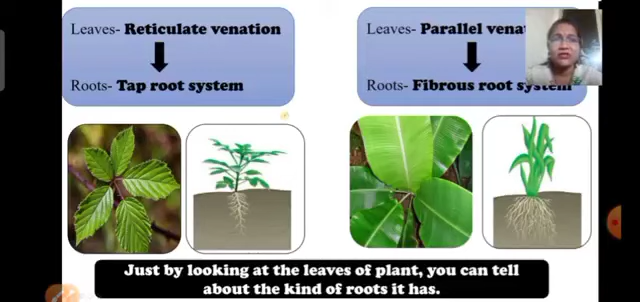 Leaves- Reticulate venation
Roots- Tap root system
Leaves- Parallel
Roots- Fibrous root system
Just by looking at the leaves of plant, you can tell
about the kind of roots it has.